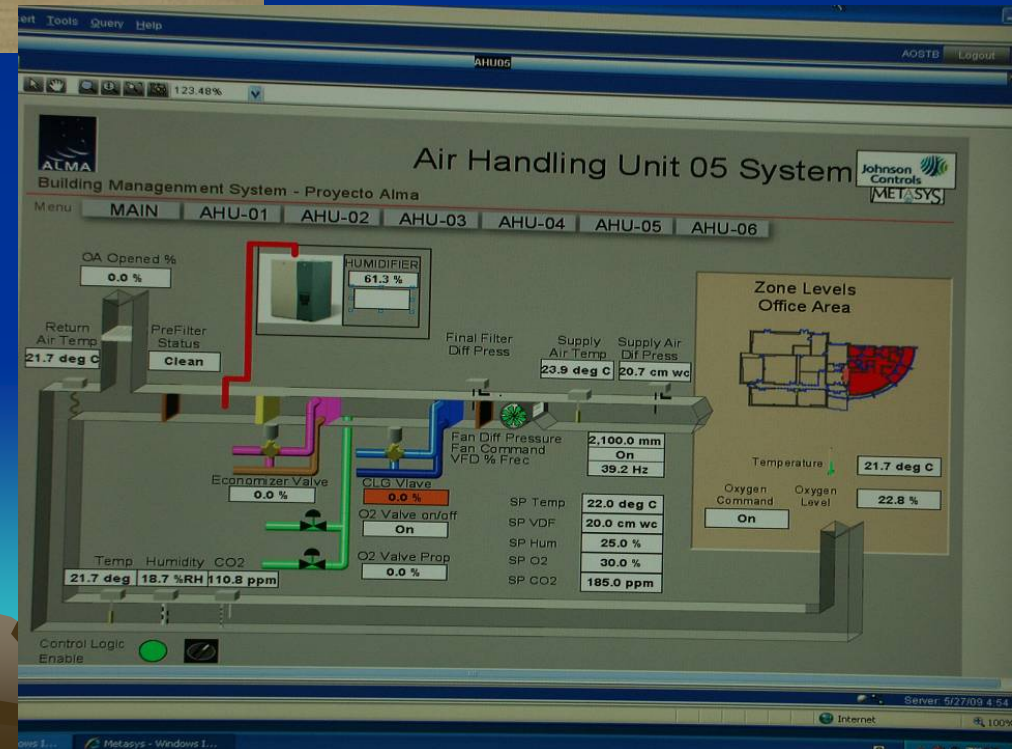 ert Tools Query Help
AHU05
AOSTB Logout
123.48%
ALMA
Air Handling Unit 05 System
Johnson Controls
METASYS
Building Managenment System - Proyecto Alma
Menu MAIN AHU-01 AHU-02 AHU-03 AHU-04 AHU-05 AHU-06
OA Opened %
0.0 %
HUMIDIFIER
61.3 %
Return
Air Temp
21.7 deg C
PreFilter
Status
Clean
Final Filter
Diff Press
Supply
Air Temp
23.9 deg C
Supply Air
Dif Press
20.7 cm wc
Zone Levels
Office Area
Fan Diff Pressure 2,100.0 mm
Fan Command On
VFD % Frec 39.2 Hz
Economizer Valve
0.0 %
CLG Vlave
0.0 %
O2 Valve on/off
On
O2 Valve Prop
0.0 %
SP Temp 22.0 deg C
SP VDF 20.0 cm wc
SP Hum 25.0 %
SP O2 30.0 %
SP CO2 185.0 ppm
Temperature 21.7 deg C
Oxygen
Command
On
Oxygen
Level
22.8 %
Temp Humidity CO2
21.7 deg 18.7 %RH 110.8 ppm
Control Logic
Enable
Server: 5/27/09 4:54
Internet 100%
ows I... Metasys - Windows I...